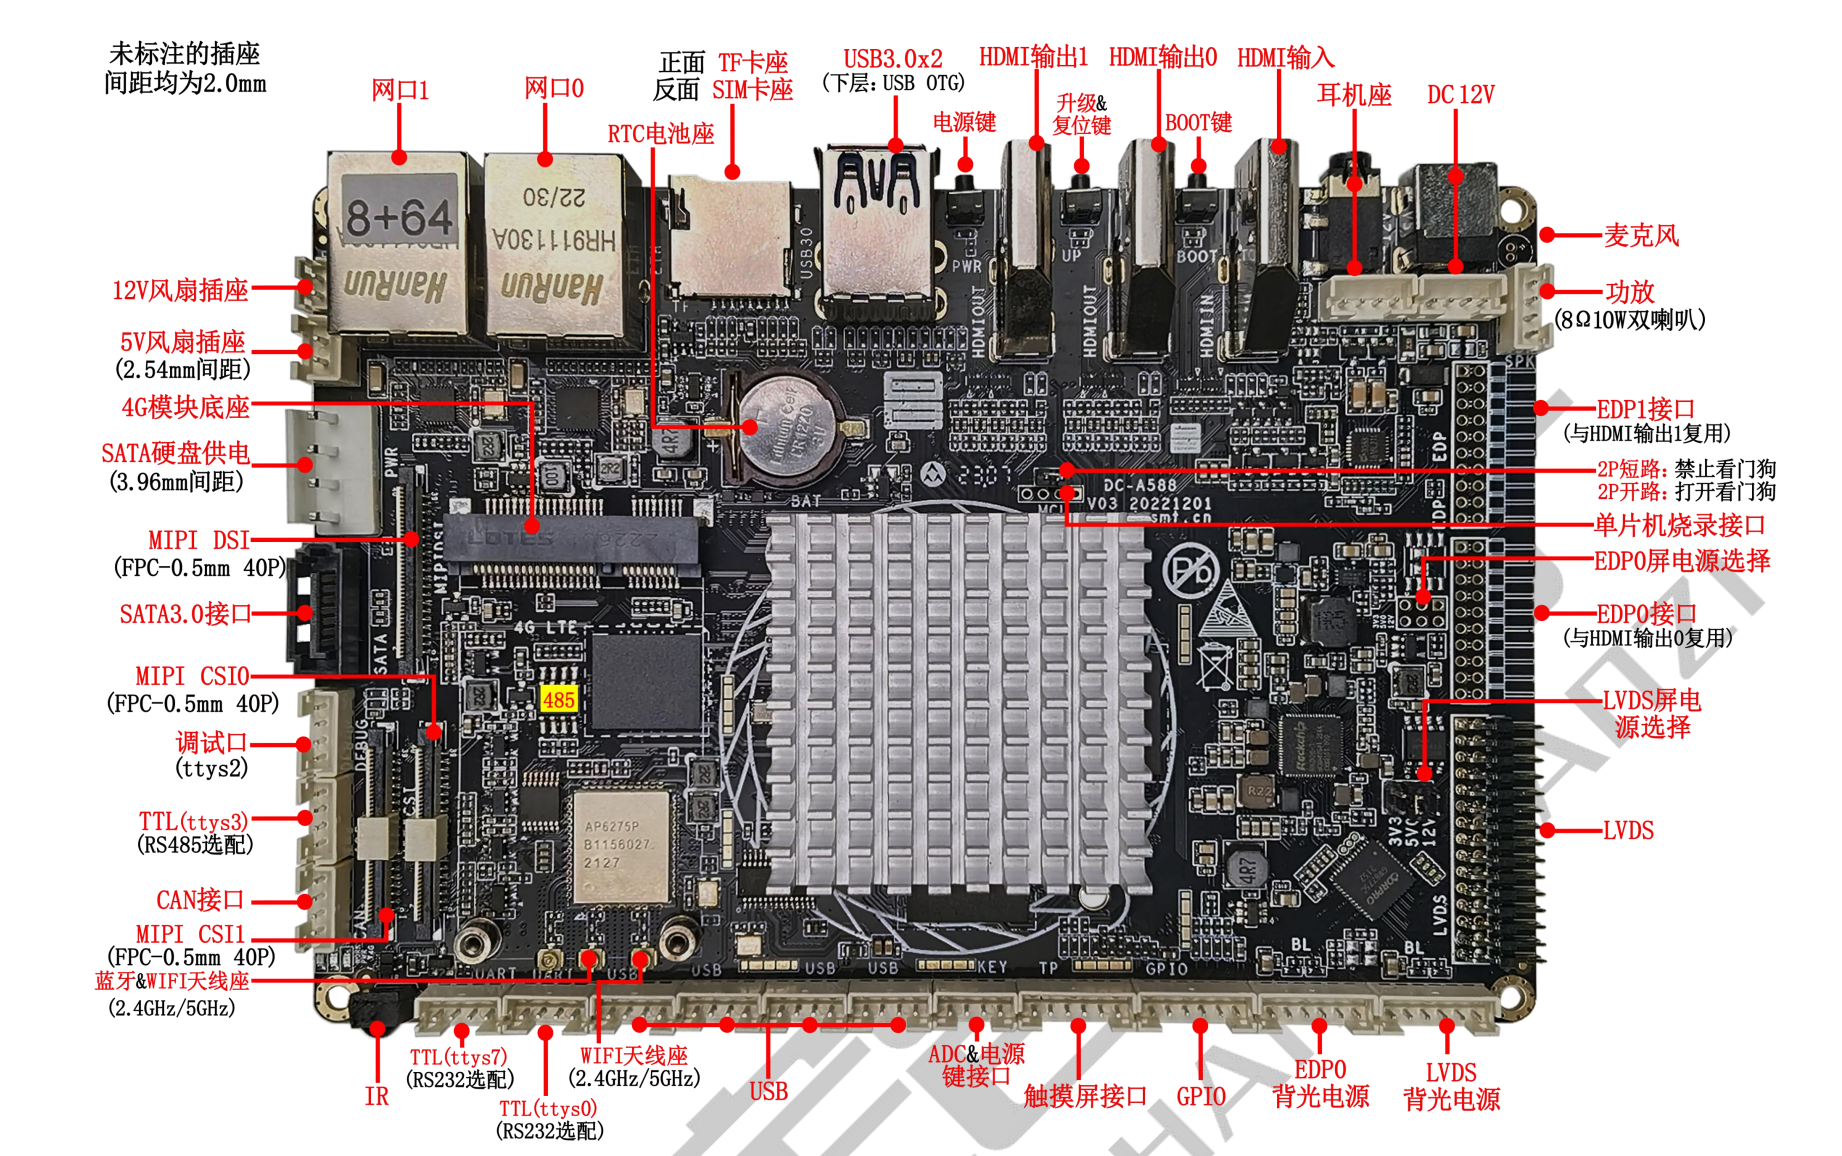 未标注的插座
间距均为2.0mm
网口1
网口0
正面 TF卡座
反面 SIM卡座
RTC电池座
USB3.0x2
(下层:USB OTG)
电源键
HDMI输出1
升级&
复位键
HDMI输出0
BOOT键
HDMI输入
耳机座
DC 12V
麦克风
功放
(8Ω10W双喇叭)
EDP1接口
(与HDMI输出1复用)
2P短路: 禁止看门狗
2P开路: 打开看门狗
单片机烧录接口
EDP0屏电源选择
EDP0接口
(与HDMI输出0复用)
LVDS屏电
源选择
LVDS
12V风扇插座
5V风扇插座
(2.54mm间距)
4G模块底座
SATA硬盘供电
(3.96mm间距)
MIPI DSI
(FPC-0.5mm 40P)
SATA3.0接口
MIPI CSI0
(FPC-0.5mm 40P)
调试口
(ttys2)
TTL(ttys3)
(RS485选配)
CAN接口
MIPI CSI1
(FPC-0.5mm 40P)
蓝牙&WIFI天线座
(2.4GHz/5GHz)
IR
TTL(ttys7)
(RS232选配)
TTL(ttys0)
(RS232选配)
WIFI天线座
(2.4GHz/5GHz)
USB
ADC&电源
键接口
触摸屏接口
GPIO
EDP0
背光电源
LVDS
背光电源
8+64
HanRun
22/30
HR911130A
HanRun
USB30
TF
PWR
UP
BOOT
HDMIOUT
HDMIOUT
HDMIIN
SPK
EDP
EDP
PWR
4R7
2R2
BAT
DC-A588
V03 20221201
MCU
LOTES
MIPIDSI
4G LTE
SATA
485
DEBUG
CSI
CAN
AP6275P
B1156027
2127
Pb
Rockchip
R22
4R7
3V3
5V
12V
LVDS
BL
BL
UART
UART
USB
USB
USB
USB
KEY
TP
GPIO
HANZI
HAN